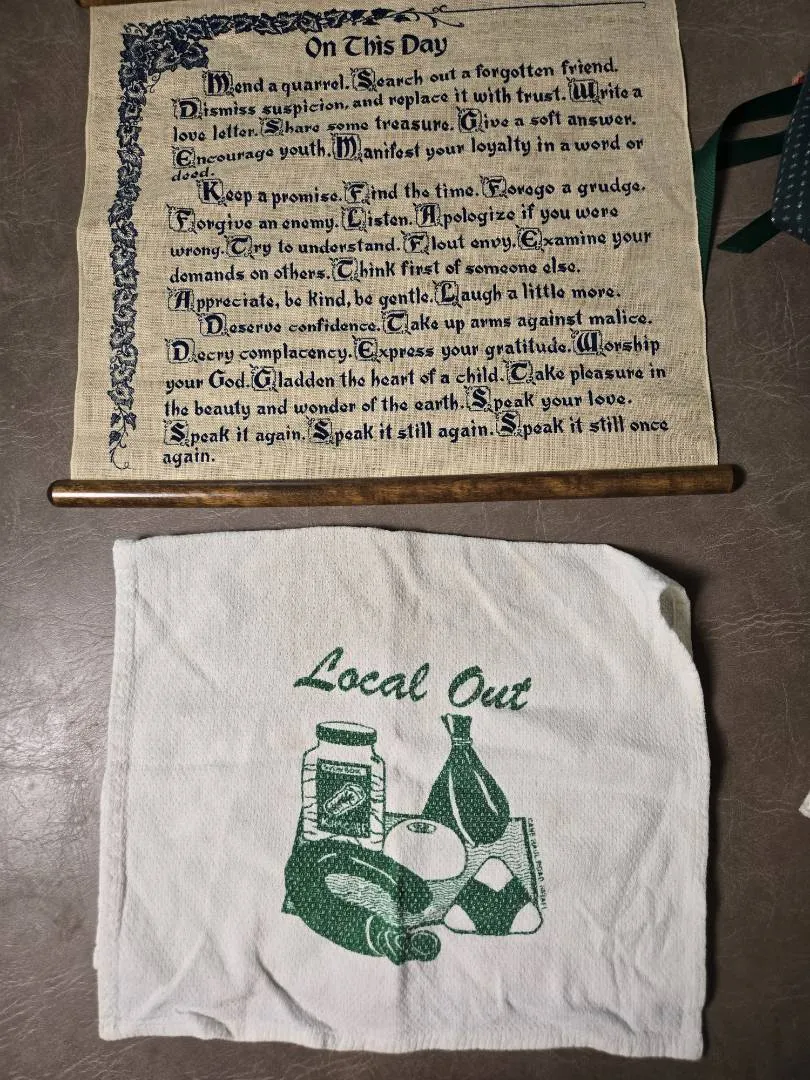 On This Day
Mend a quarrel. Search out a forgotten friend.
Dismiss suspicion, and replace it with trust. Write a
love letter. Share some treasure. Give a soft answer.
Encourage youth. Manifest your loyalty in a word or
deed.
Keep a promise. Find the time. Forego a grudge.
Forgive an enemy. Listen. Apologize if you were
wrong. Try to understand. Flout envy. Examine your
demands on others. Think first of someone else.
Appreciate, be kind, be gentle. Laugh a little more.
Deserve confidence. Take up arms against malice.
Decry complacency. Express your gratitude. Worship
your God. Gladden the heart of a child. Take pleasure in
the beauty and wonder of the earth. Speak your love.
Speak it again. Speak it still again. Speak it still once
again.
Local Out